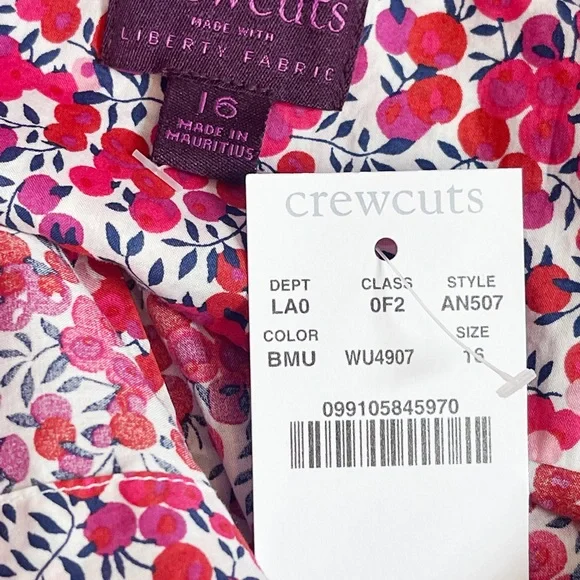 crewcuts
MADE WITH
LIBERTY FABRIC
16
MADE IN
MAURITIUS
crewcuts
DEPT CLASS STYLE
LA0 0F2 AN507
COLOR SIZE
BMU WU4907 16
099105845970